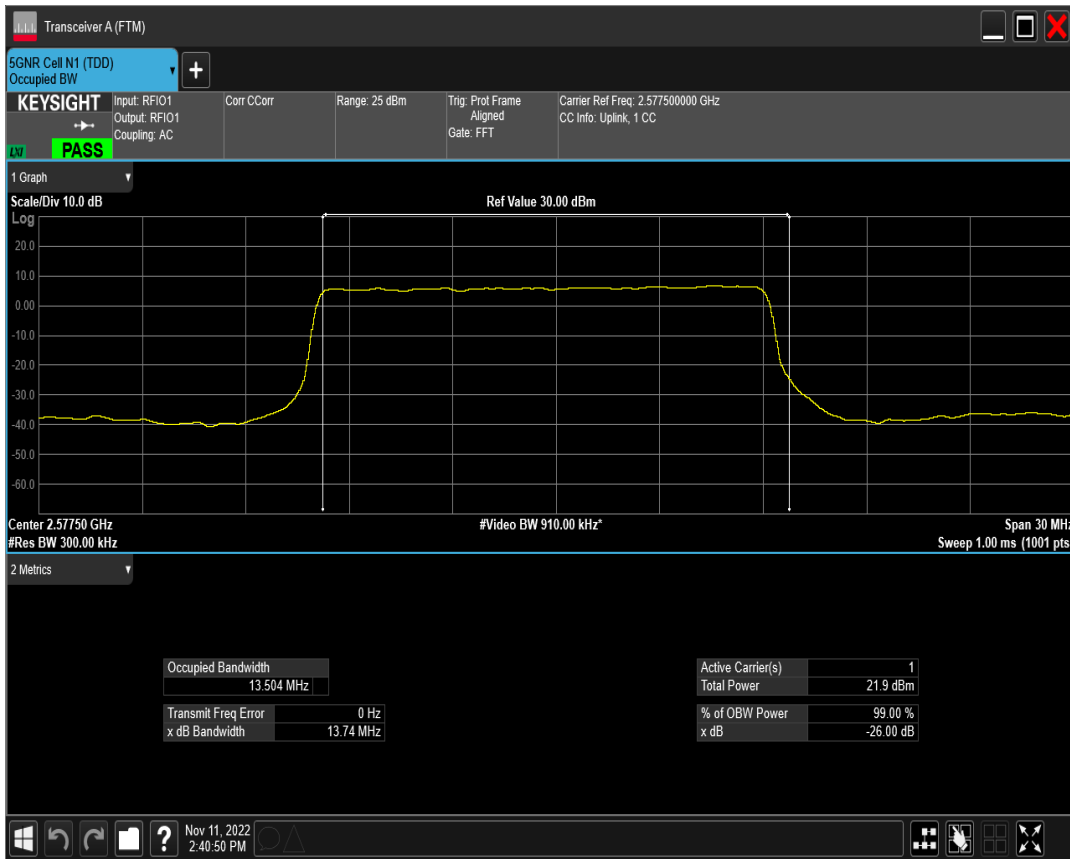 Transceiver A (FTM)
5GNR Cell N1 (TDD)
Occupied BW
KEYSIGHT
LXI
PASS
Input: RFIO1
Output: RFIO1
Coupling: AC
Corr CCorr
Range: 25 dBm
Trig: Prot Frame
Aligned
Gate: FFT
Carrier Ref Freq: 2.577500000 GHz
CC Info: Uplink, 1 CC
1 Graph
Scale/Div 10.0 dB
Ref Value 30.00 dBm
Log
20.0
10.0
0.00
-10.0
-20.0
-30.0
-40.0
-50.0
-60.0
Center 2.57750 GHz
#Video BW 910.00 kHz*
Span 30 MHz
#Res BW 300.00 kHz
Sweep 1.00 ms (1001 pts
2 Metrics
Occupied Bandwidth
13.504 MHz
Transmit Freq Error 0 Hz
x dB Bandwidth 13.74 MHz
Active Carrier(s) 1
Total Power 21.9 dBm
% of OBW Power 99.00 %
x dB -26.00 dB
?
Nov 11, 2022
2:40:50 PM